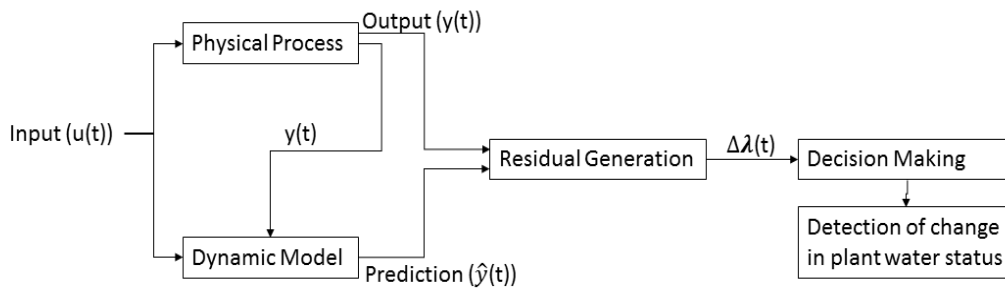 Output (y(t))
Physical Process
Input (u(t))
y(t)
Residual Generation
Δλ(t)
Decision Making
Detection of change
in plant water status
Dynamic Model
Prediction (ŷ(t))